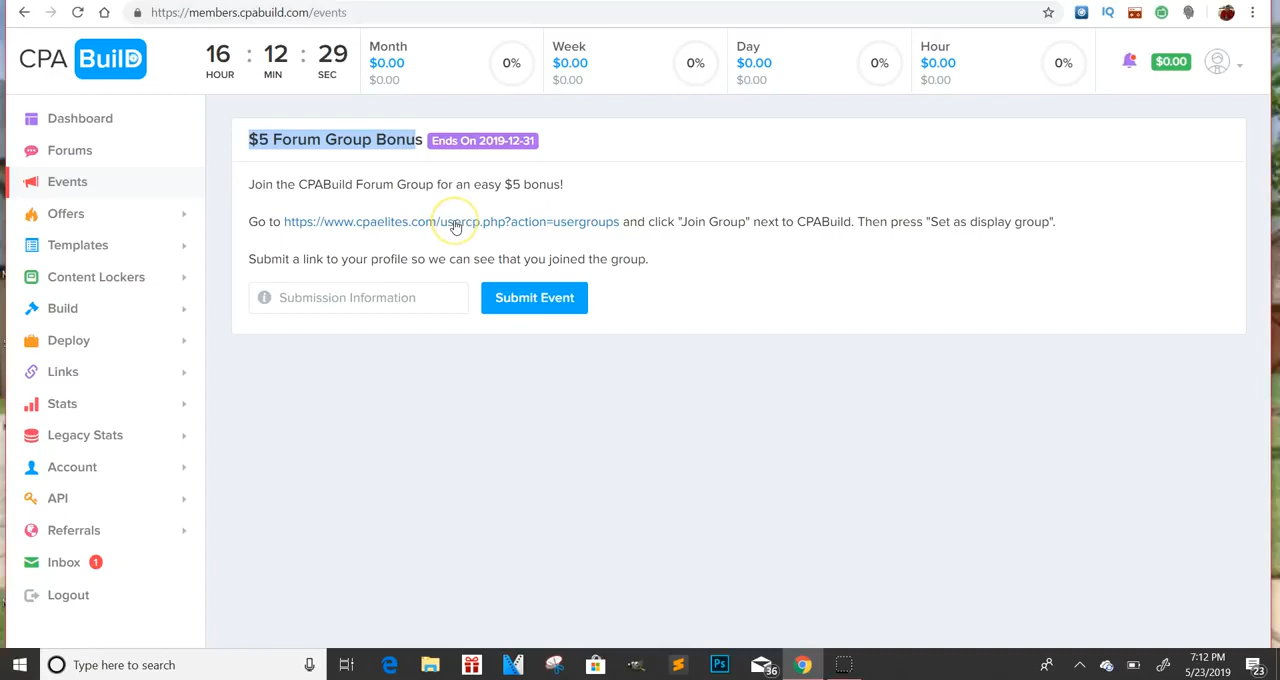 https://members.cpabuild.com/events
CPA BuilD
16 : 12 : 29
HOUR MIN SEC
Month
$0.00
$0.00
0%
Week
$0.00
$0.00
0%
Day
$0.00
$0.00
0%
Hour
$0.00
$0.00
0%
$0.00
Dashboard
Forums
Events
Offers
Templates
Content Lockers
Build
Deploy
Links
Stats
Legacy Stats
Account
API
Referrals
Inbox 1
Logout
$5 Forum Group Bonus Ends On 2019-12-31
Join the CPABuild Forum Group for an easy $5 bonus!
Go to https://www.cpaelites.com/usercp.php?action=usergroups and click "Join Group" next to CPABuild. Then press "Set as display group".
Submit a link to your profile so we can see that you joined the group.
Submission Information
Submit Event
Type here to search
Ps
36
7:12 PM
5/23/2019
23
IQ